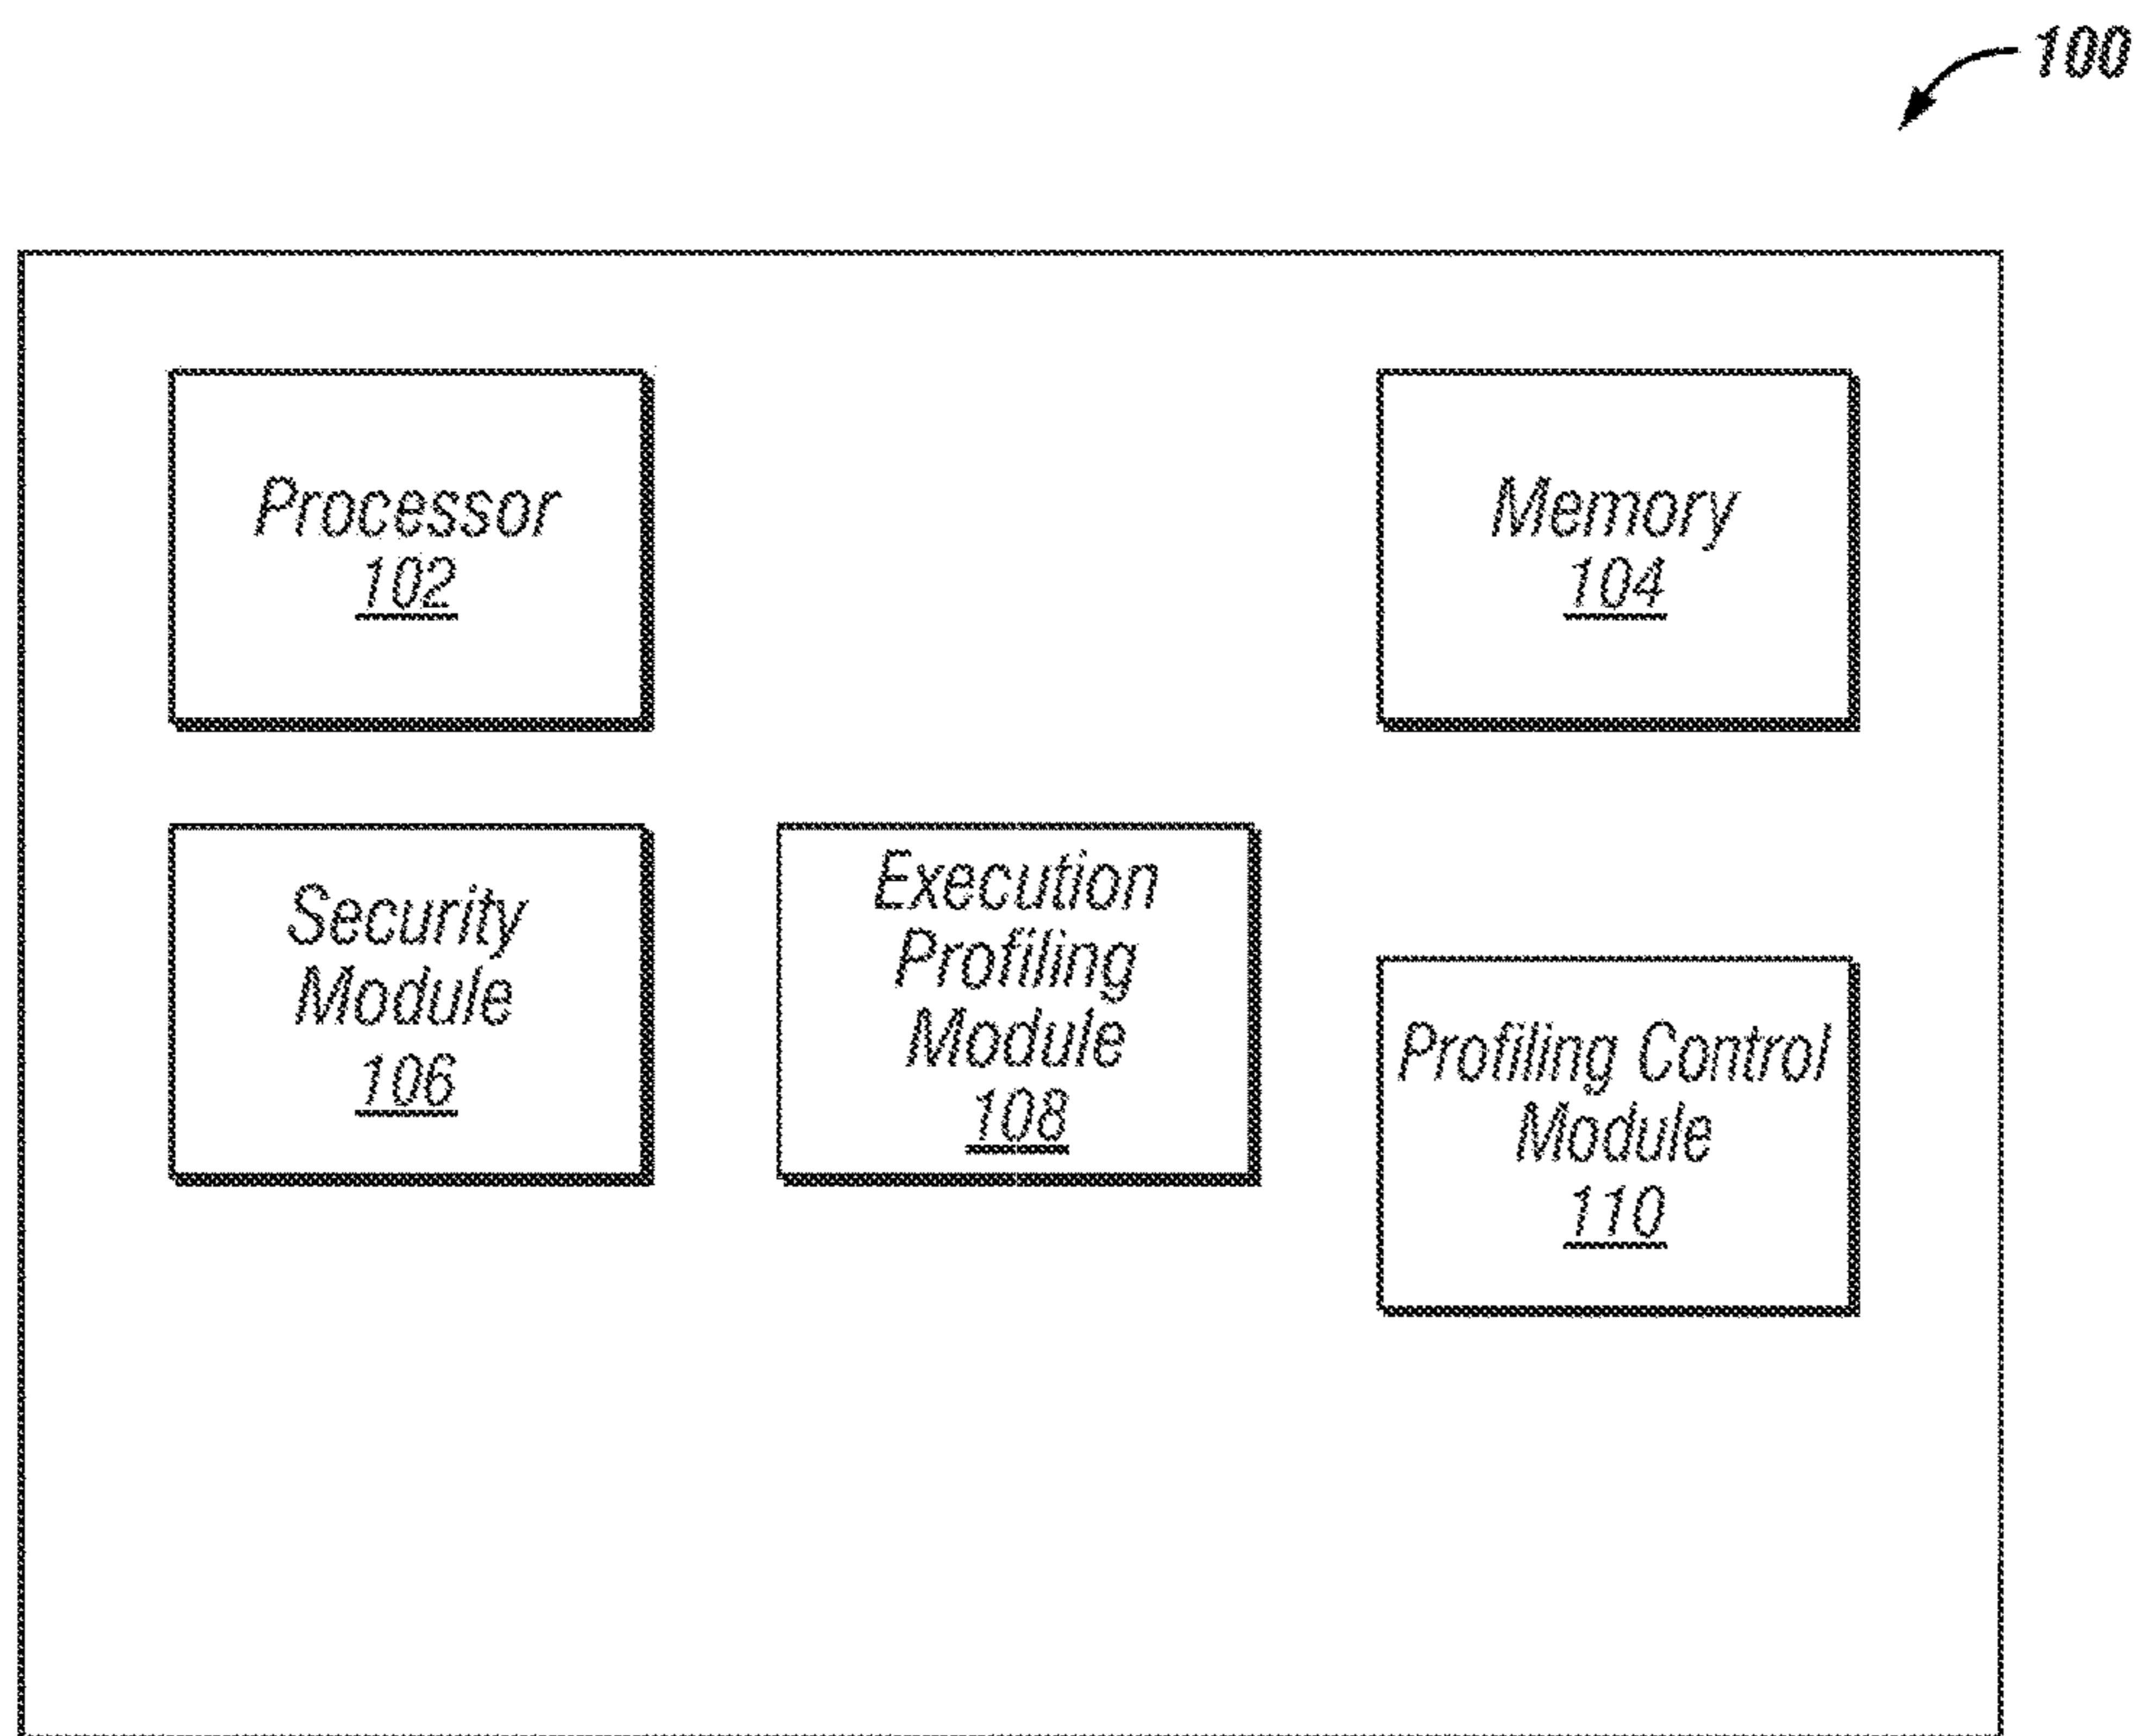 100
Processor
102
Memory
104
Security
Module
106
Execution
Profiling
Module
108
Profiling Control
Module
110